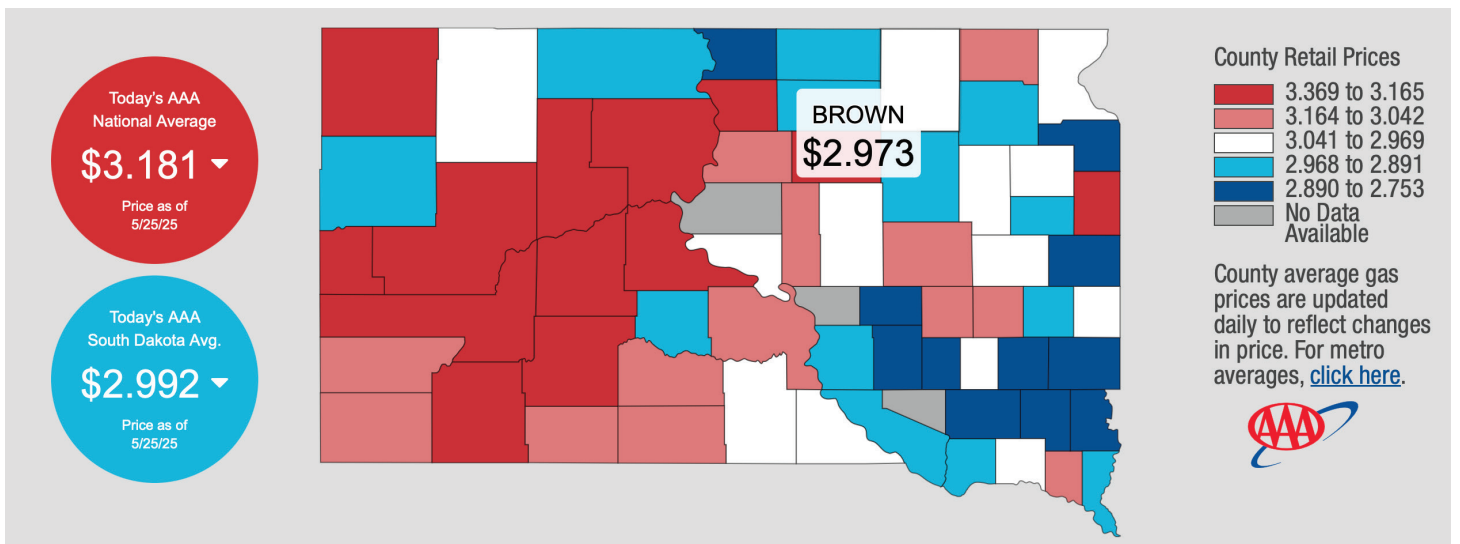 Today's AAA
National Average
$3.181
Price as of
5/25/25
Today's AAA
South Dakota Avg.
$2.992
Price as of
5/25/25
BROWN
$2.973
County Retail Prices
3.369 to 3.165
3.164 to 3.042
3.041 to 2.969
2.968 to 2.891
2.890 to 2.753
No Data
Available
County average gas
prices are updated
daily to reflect changes
in price. For metro
averages, click here.
AAA